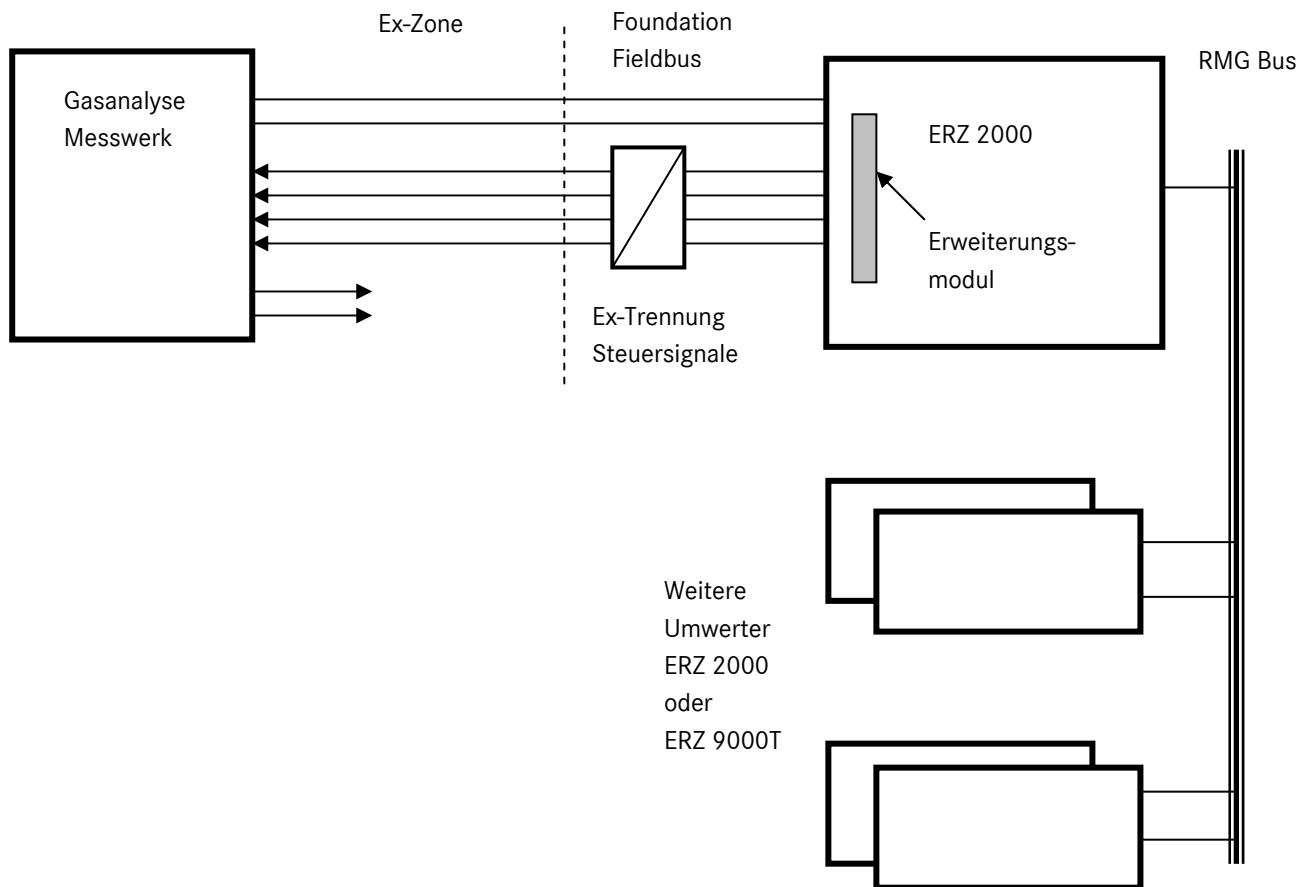 Ex-Zone
Foundation
Fieldbus
RMG Bus
Gasanalyse
Messwerk
ERZ 2000
Erweiterungs-
modul
Ex-Trennung
Steuersignale
Weitere
Umwerter
ERZ 2000
oder
ERZ 9000T